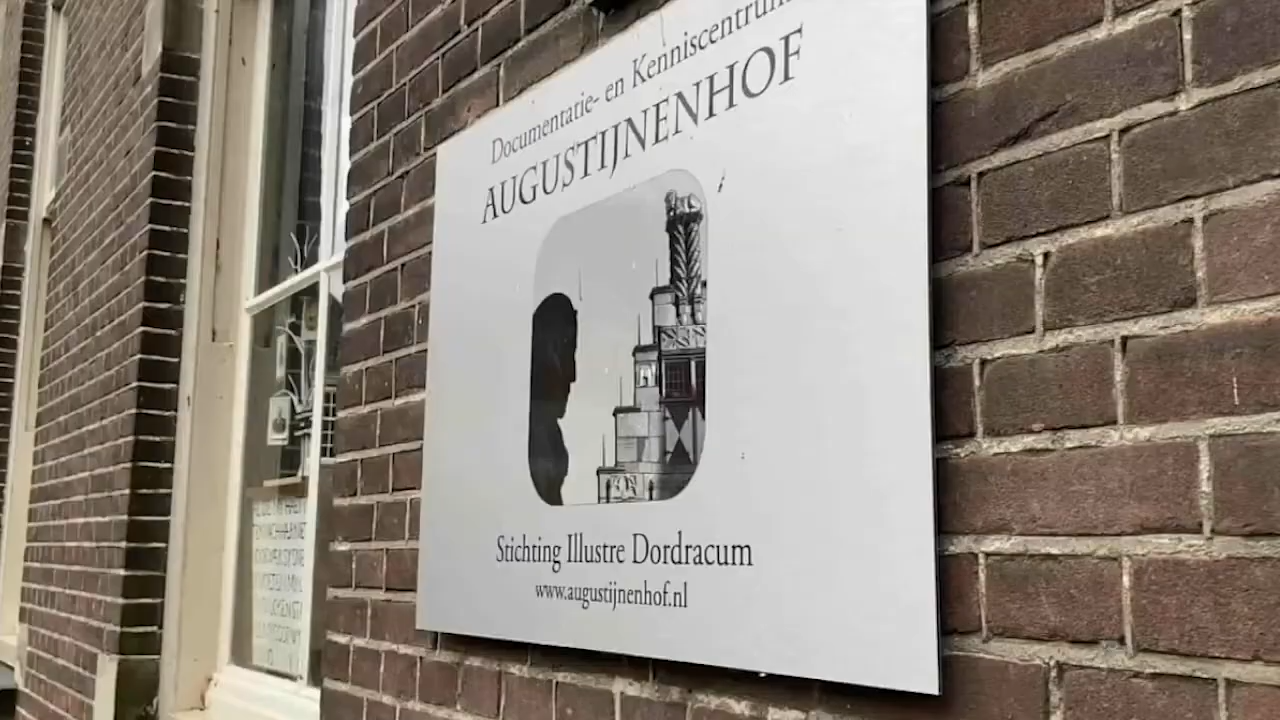 Documentatie- en Kenniscentrum
AUGUSTIJNENHOF
Stichting Illustre Dordracum
www.augustijnenhof.nl